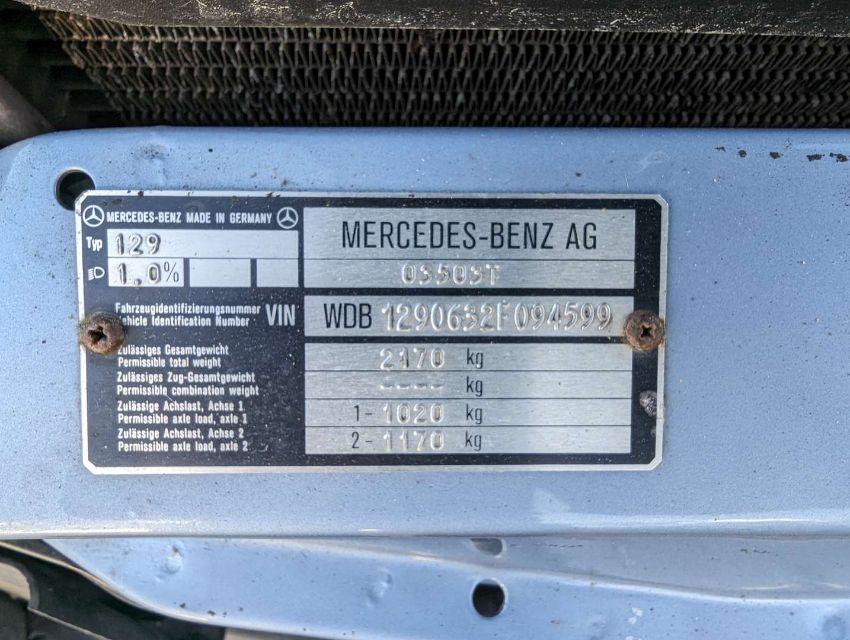 MERCEDES-BENZ MADE IN GERMANY
Typ 129
1.0%
MERCEDES-BENZ AG
03503T
Fahrzeugidentifizierungsnummer
Vehicle Identification Number VIN
WDB 1290632F094599
Zulässiges Gesamtgewicht
Permissible total weight
2170 kg
Zulässiges Zug-Gesamtgewicht
Permissible combination weight
---- kg
Zulässige Achslast, Achse 1
Permissible axle load, axle 1
1- 1020 kg
Zulässige Achslast, Achse 2
Permissible axle load, axle 2
2- 1170 kg